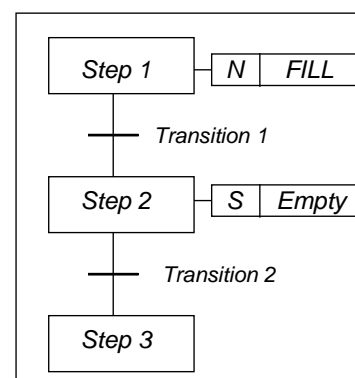 Step 1 N FILL
Transition 1
Step 2 S Empty
Transition 2
Step 3